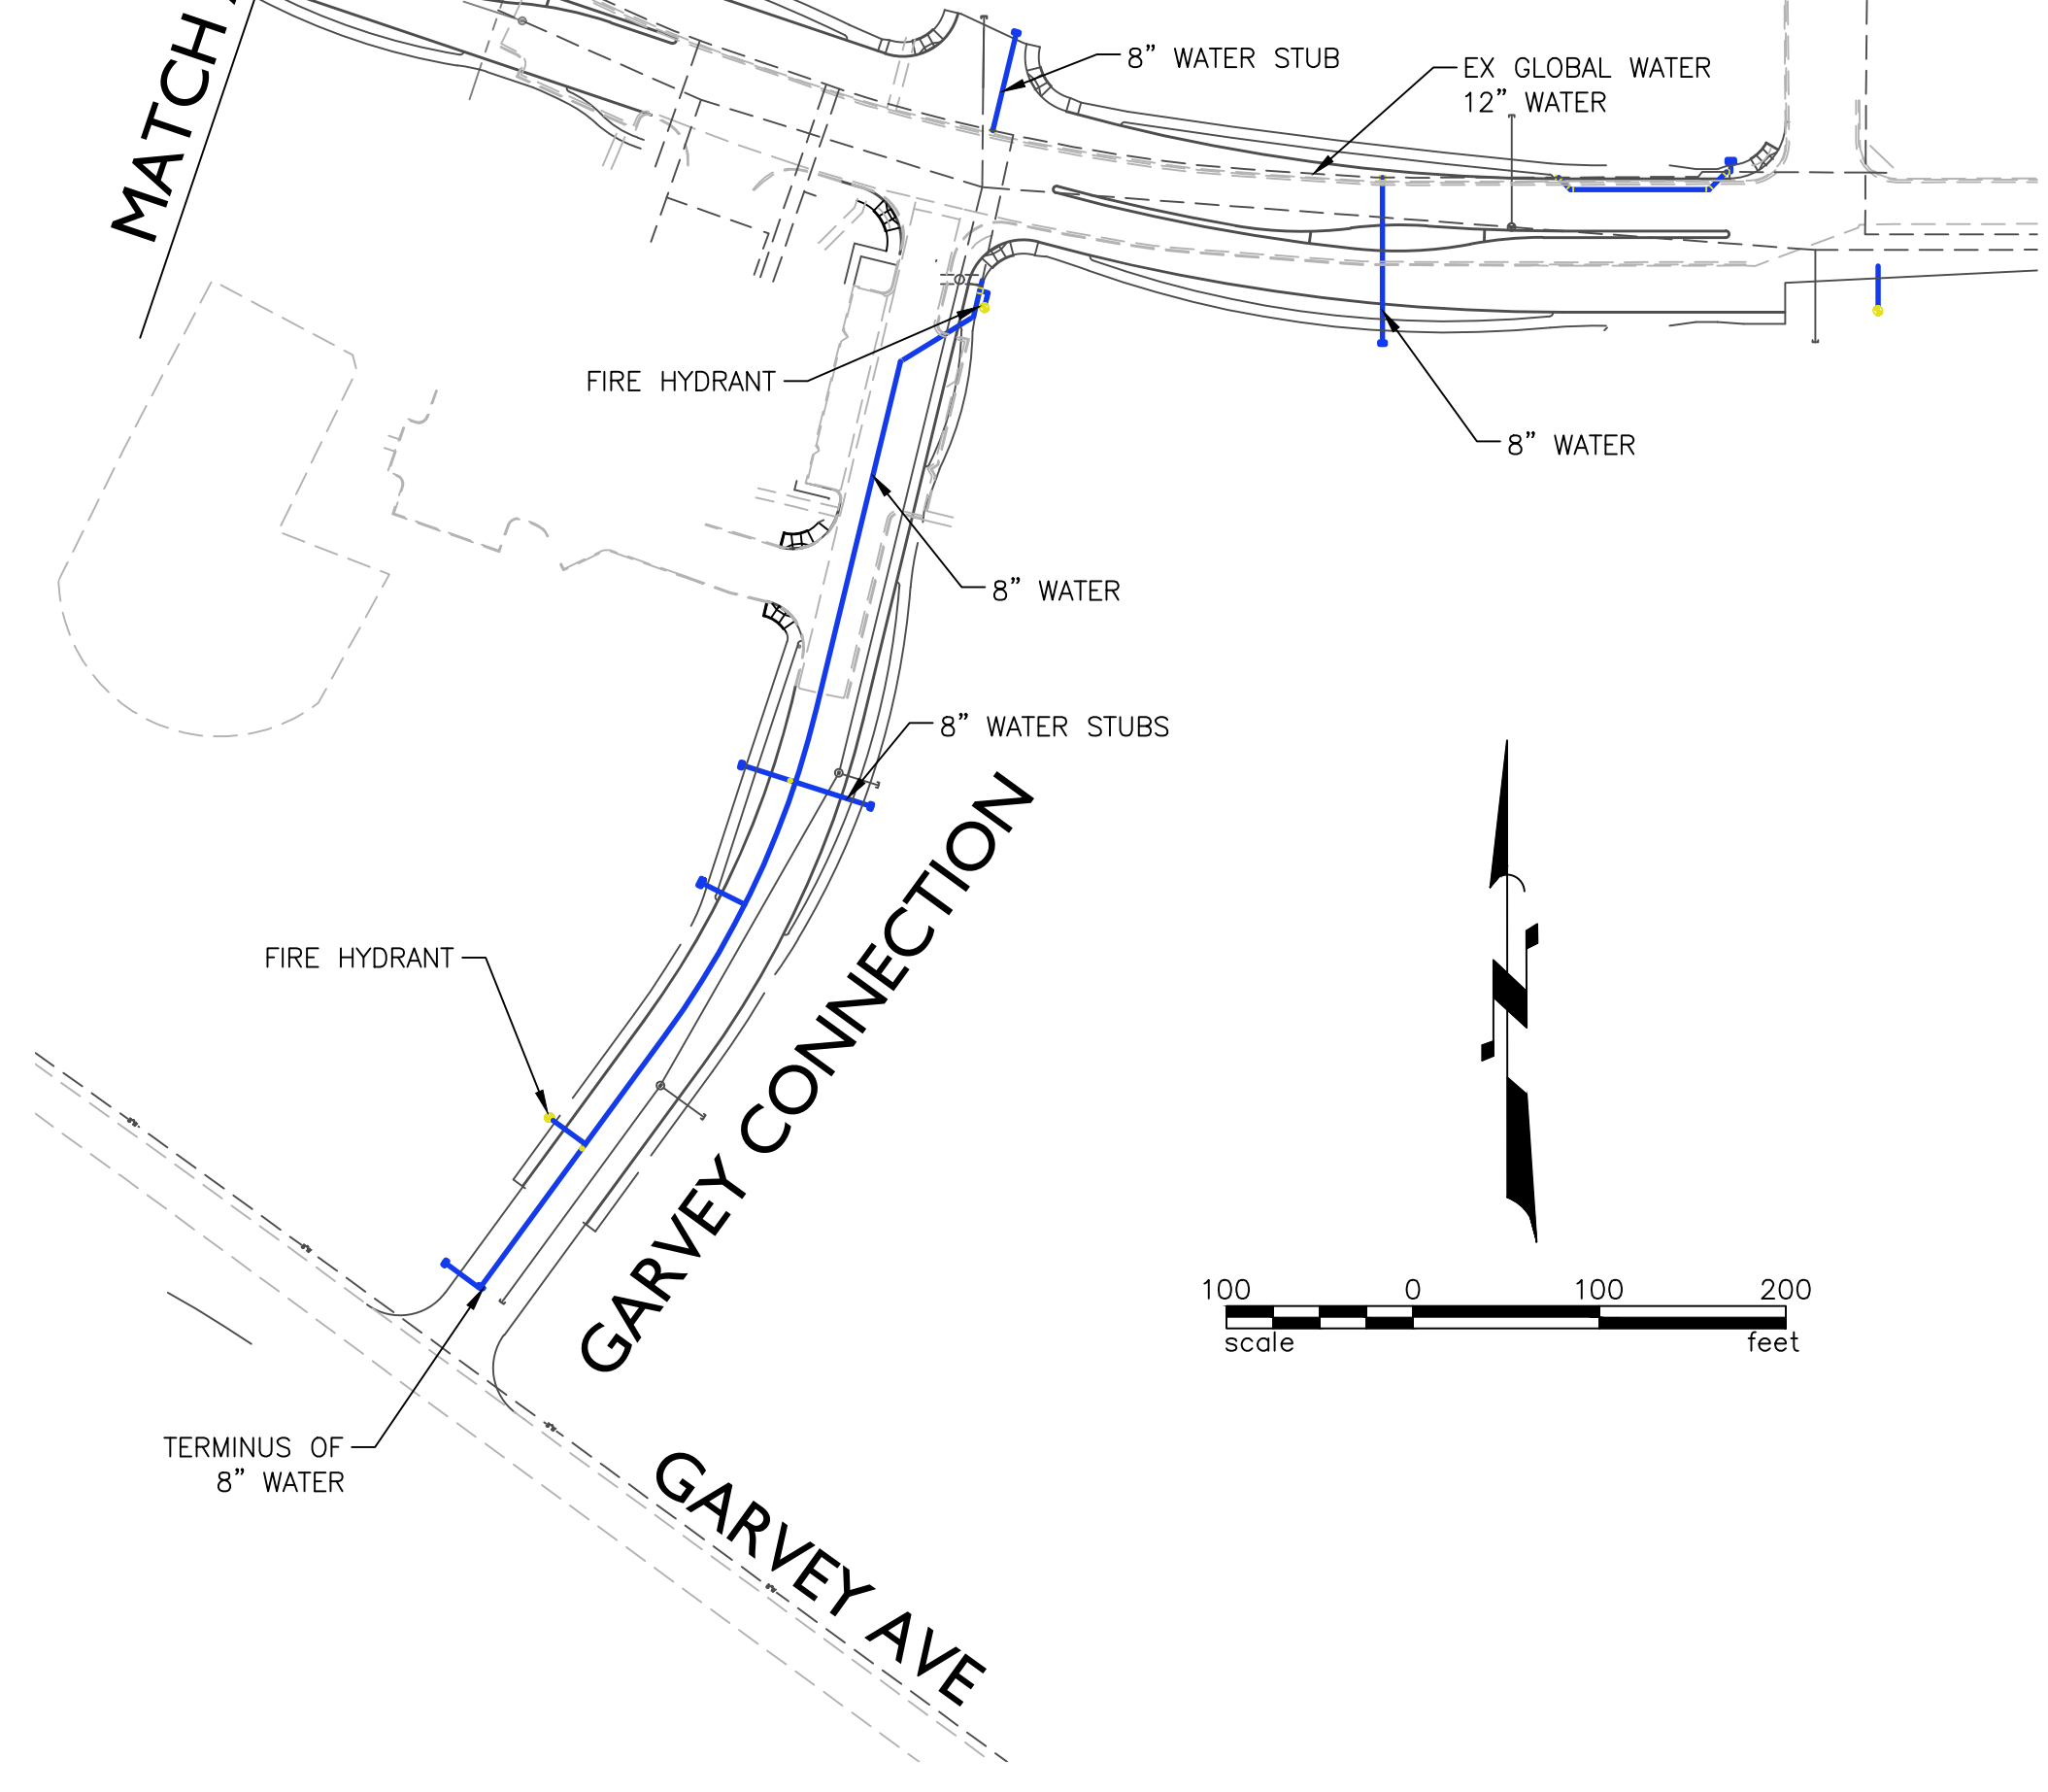 MATCH
8” WATER STUB
EX GLOBAL WATER
12” WATER
FIRE HYDRANT
8” WATER
8” WATER
8” WATER STUBS
GARVEY CONNECTION
FIRE HYDRANT
N
100 0 100 200
scale feet
TERMINUS OF
8” WATER
GARVEY AVE